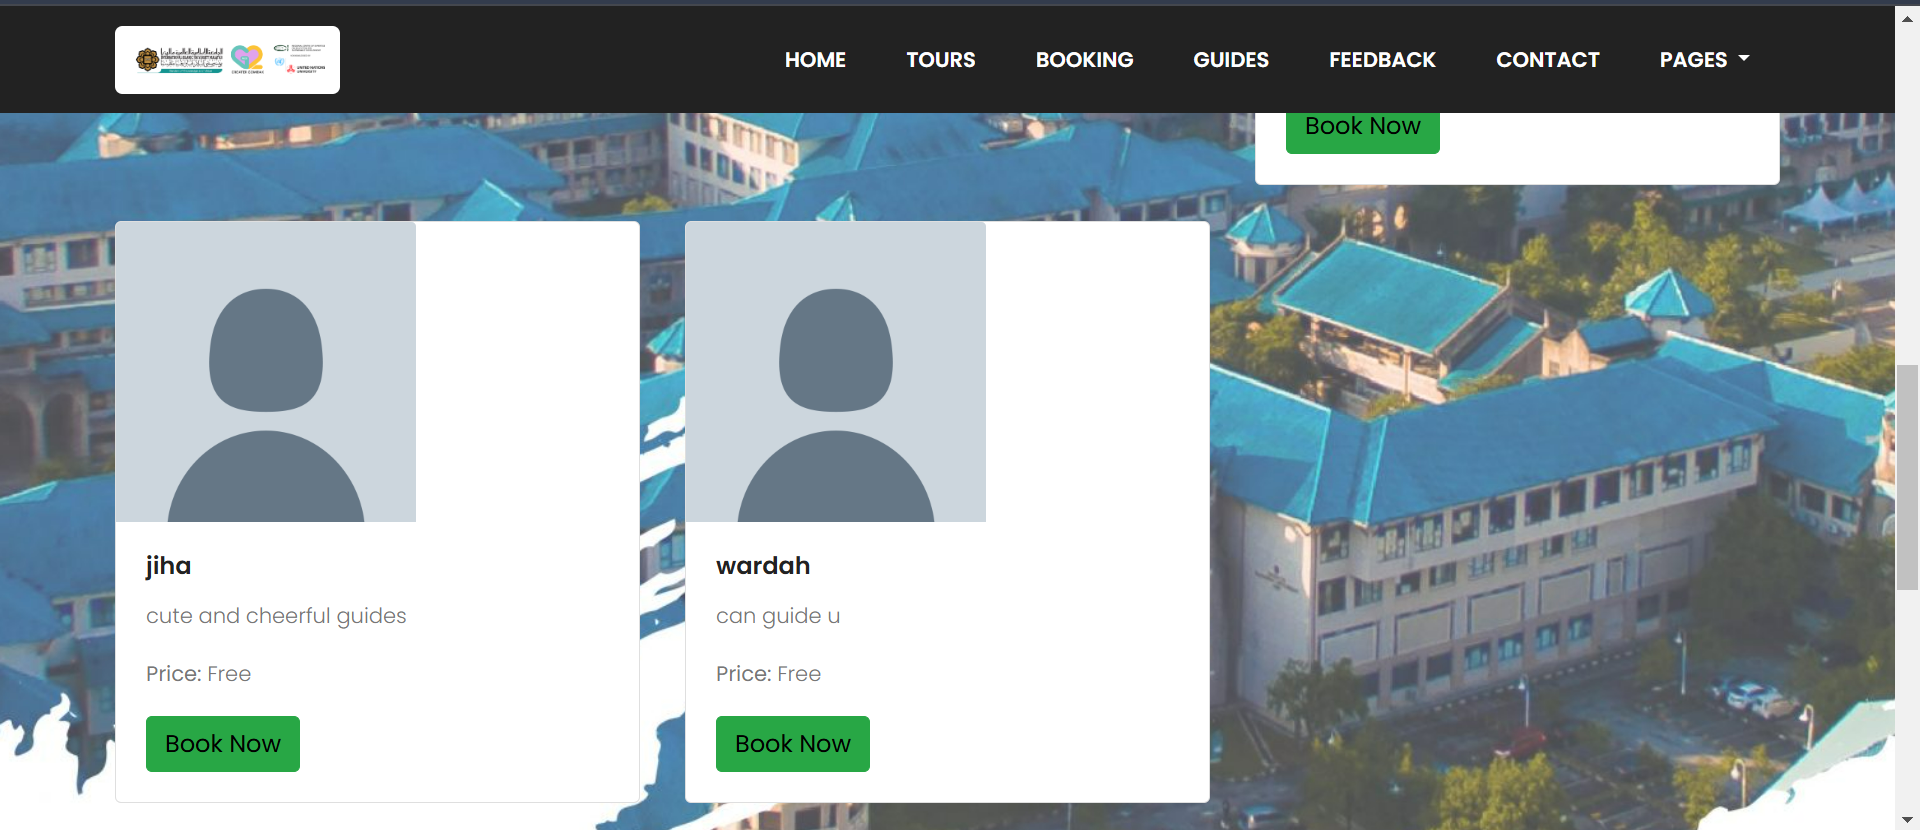 HOME TOURS BOOKING GUIDES FEEDBACK CONTACT PAGES
Book Now
jiha
cute and cheerful guides
Price: Free
Book Now
wardah
can guide u
Price: Free
Book Now